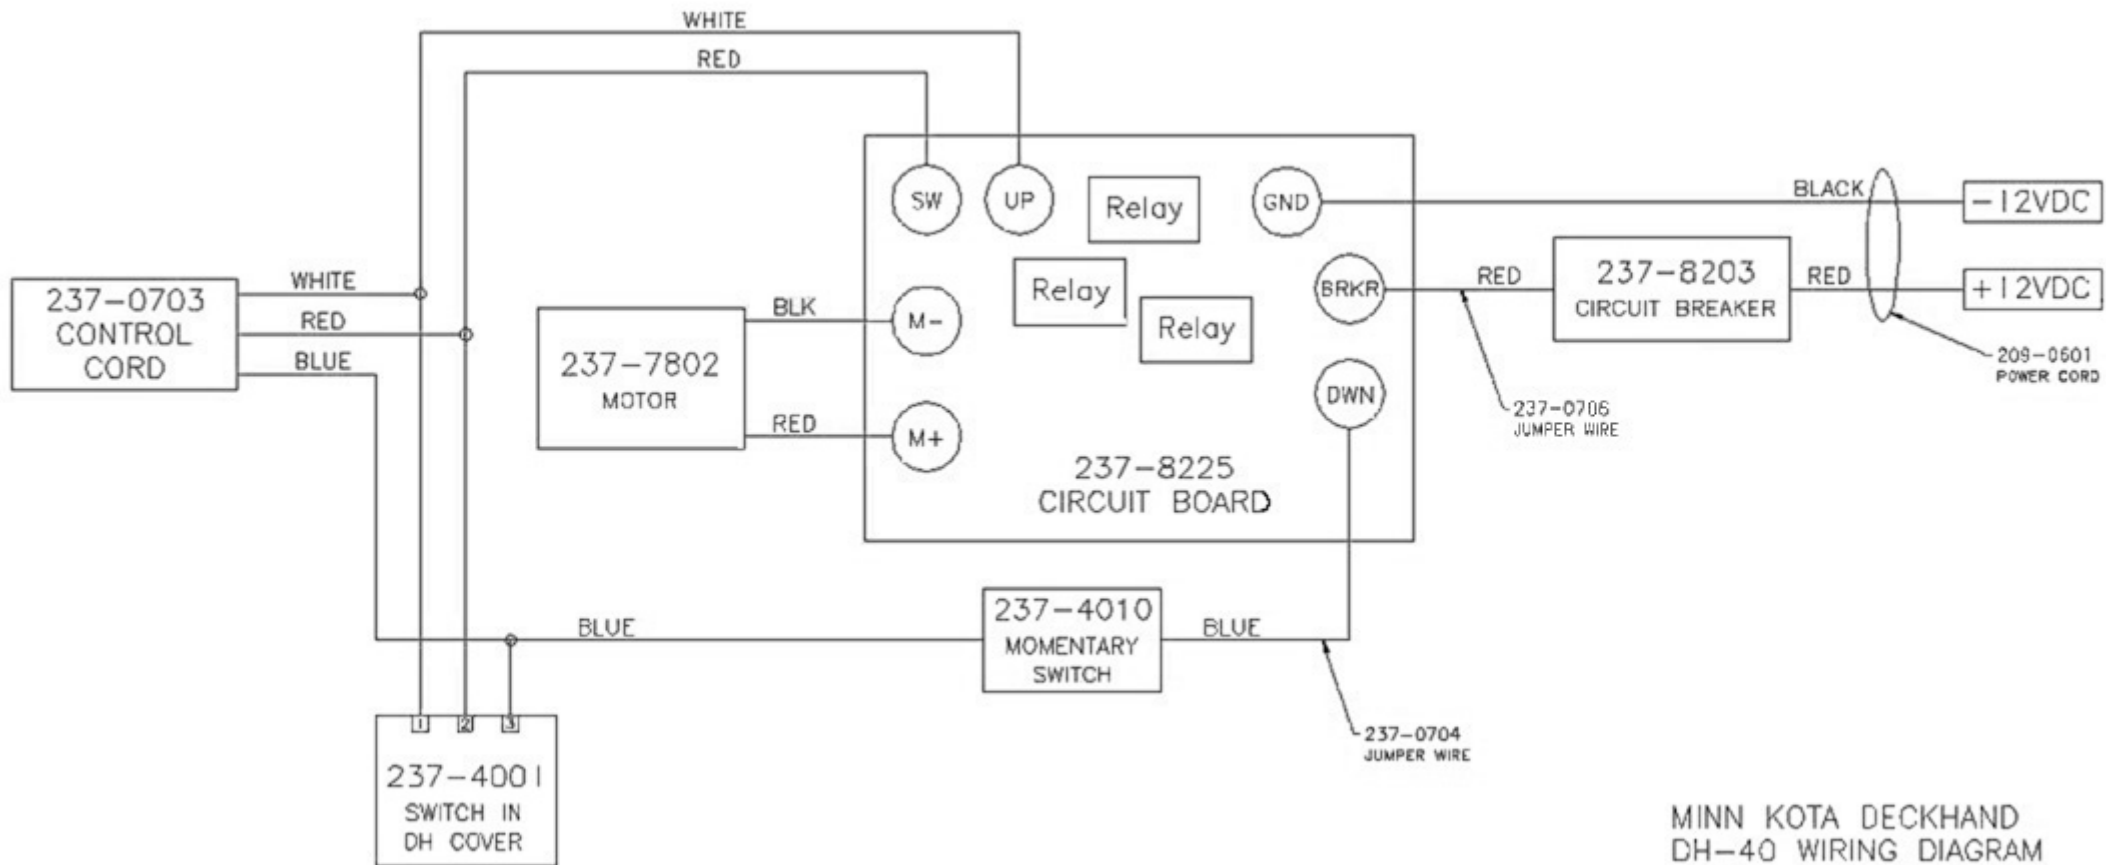 WHITE
RED
SW
UP
Relay
GND
BLACK
-12VDC
237-0703
CONTROL
CORD
WHITE
RED
BLUE
237-7802
MOTOR
BLK
RED
M-
M+
Relay
Relay
BRKR
RED
237-8203
CIRCUIT BREAKER
RED
+12VDC
209-0601
POWER CORD
DWN
237-0706
JUMPER WIRE
237-8225
CIRCUIT BOARD
BLUE
237-4010
MOMENTARY
SWITCH
BLUE
237-0704
JUMPER WIRE
1 2 3
237-4001
SWITCH IN
DH COVER
MINN KOTA DECKHAND
DH-40 WIRING DIAGRAM